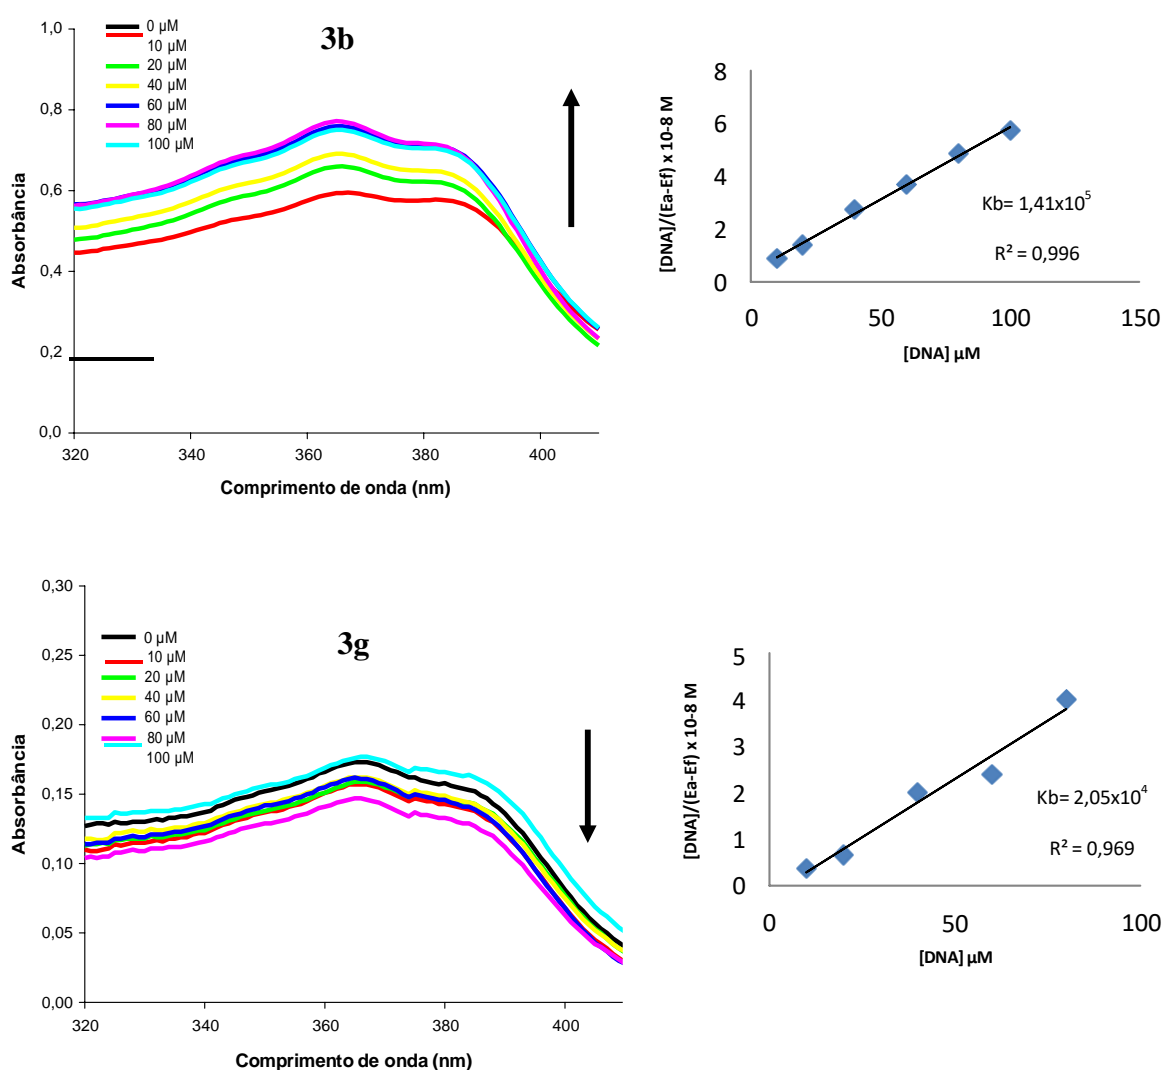 3b
1,0
0,8
0,6
0,4
0,2
0,0
Absorbância
0 µM
10 µM
20 µM
40 µM
60 µM
80 µM
100 µM
320
340
360
380
400
Comprimento de onda (nm)
8
6
4
2
0
[DNA]/(Ea-Ef) x 10-8 M
Kb= 1,41x10⁵
R² = 0,996
0
50
100
150
[DNA] µM
3g
0,30
0,25
0,20
0,15
0,10
0,05
0,00
Absorbância
0 µM
10 µM
20 µM
40 µM
60 µM
80 µM
100 µM
320
340
360
380
400
Comprimento de onda (nm)
5
4
3
2
1
0
[DNA]/(Ea-Ef) x 10-8 M
Kb= 2,05x10⁴
R² = 0,969
0
50
100
[DNA] µM